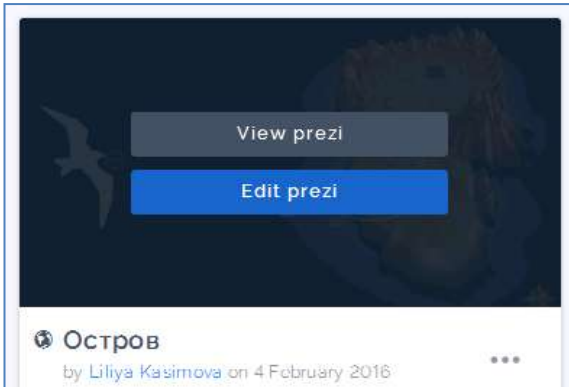 View prezi
Edit prezi
Остров
by Liliya Kasimova on 4 February 2016